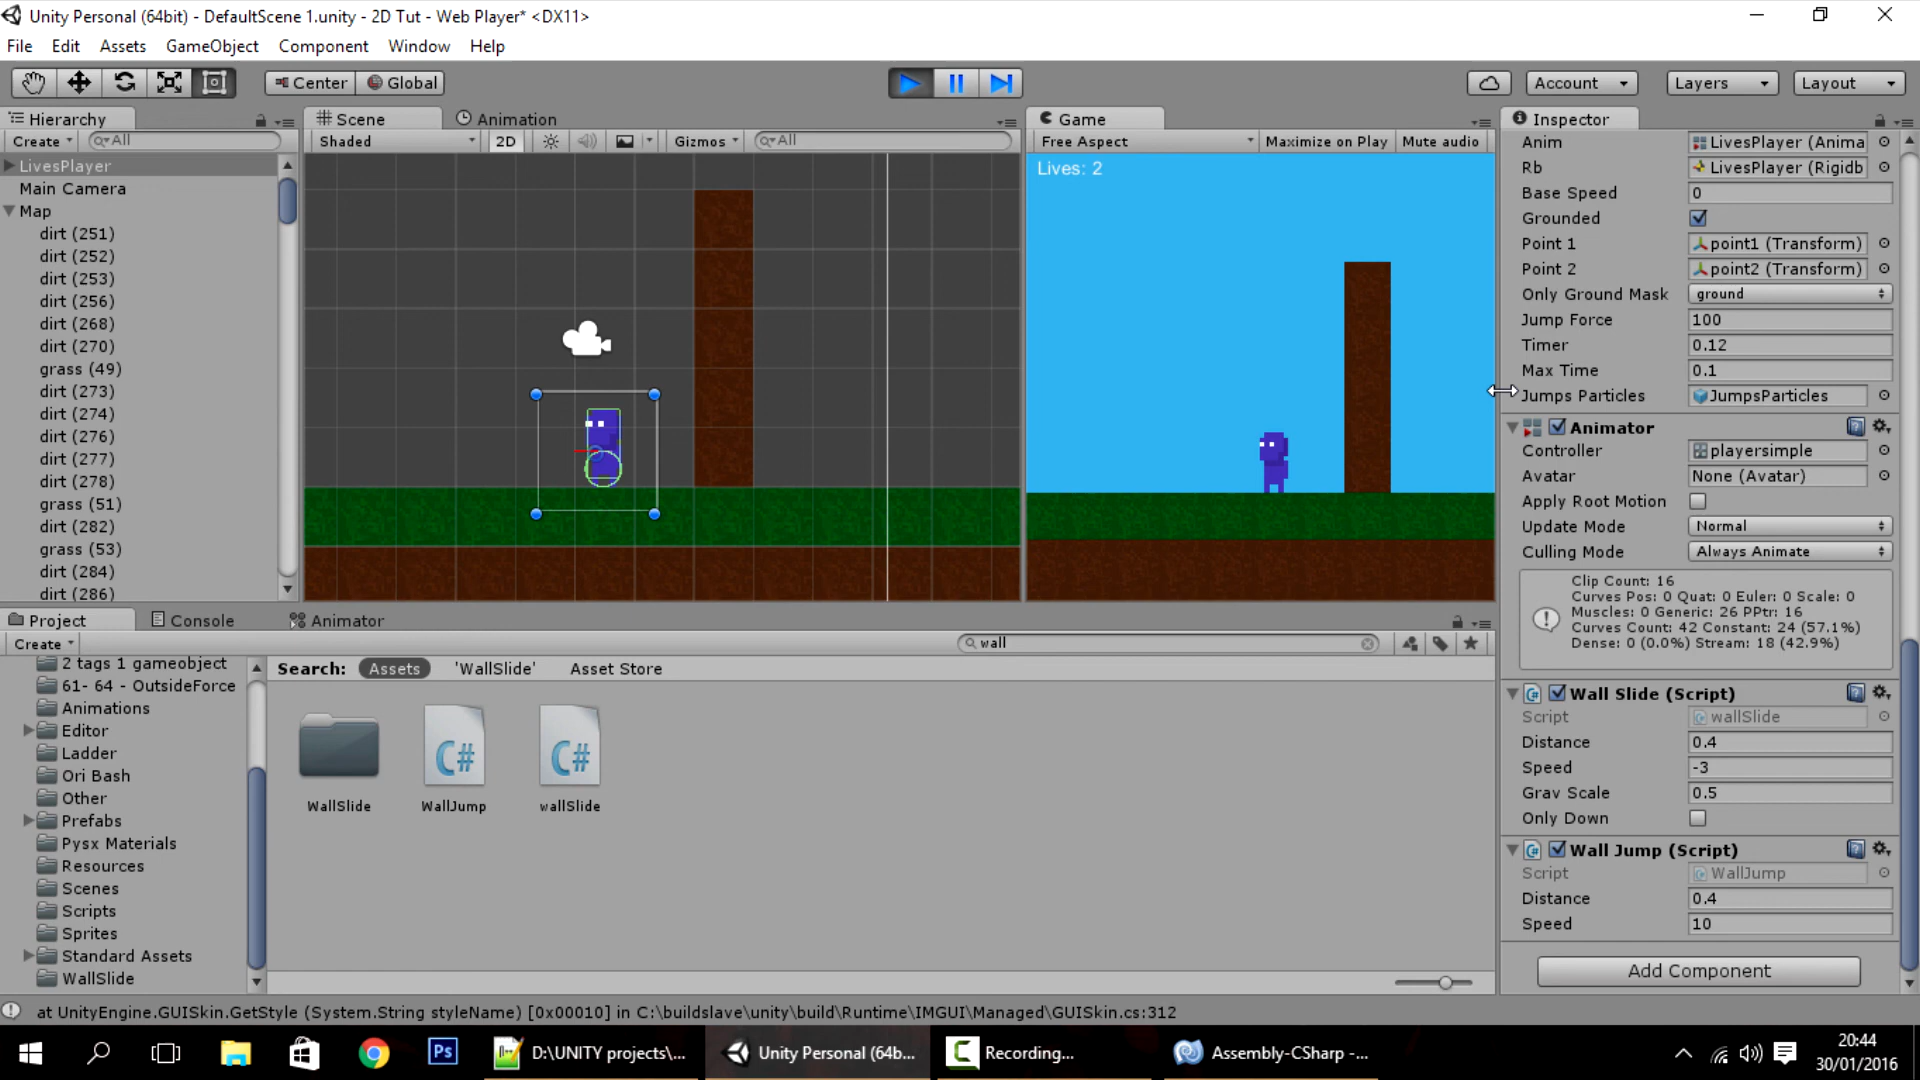 Unity Personal (64bit) - DefaultScene 1.unity - 2D Tut - Web Player* <DX11>
File Edit Assets GameObject Component Window Help
Center Global Account Layers Layout
Hierarchy
Create All
LivesPlayer
Main Camera
Map
dirt (251)
dirt (252)
dirt (253)
dirt (256)
dirt (268)
dirt (270)
grass (49)
dirt (273)
dirt (274)
dirt (276)
dirt (277)
dirt (278)
grass (51)
dirt (282)
grass (53)
dirt (284)
dirt (286)
Scene Animation
Shaded 2D Gizmos All
Game
Free Aspect Maximize on Play Mute audio
Lives: 2
Inspector
Anim LivesPlayer (Anima
Rb LivesPlayer (Rigidb
Base Speed 0
Grounded
Point 1 point1 (Transform)
Point 2 point2 (Transform)
Only Ground Mask ground
Jump Force 100
Timer 0.12
Max Time 0.1
Jumps Particles JumpsParticles
Animator
Controller playersimple
Avatar None (Avatar)
Apply Root Motion
Update Mode Normal
Culling Mode Always Animate
Clip Count: 16
Curves Pos: 0 Quat: 0 Euler: 0 Scale: 0
Muscles: 0 Generic: 26 PPtr: 16
Curves Count: 42 Constant: 24 (57.1%)
Dense: 0 (0.0%) Stream: 18 (42.9%)
Wall Slide (Script)
Script wallSlide
Distance 0.4
Speed -3
Grav Scale 0.5
Only Down
Wall Jump (Script)
Script WallJump
Distance 0.4
Speed 10
Add Component
Project Console Animator
Create wall
2 tags 1 gameobject
61- 64 - OutsideForce
Animations
Editor
Ladder
Ori Bash
Other
Prefabs
Pysx Materials
Resources
Scenes
Scripts
Sprites
Standard Assets
WallSlide
Search: Assets 'WallSlide' Asset Store
C# C#
WallSlide WallJump wallSlide
at UnityEngine.GUISkin.GetStyle (System.String styleName) [0x00010] in C:\buildslave\unity\build\Runtime\IMGUI\Managed\GUISkin.cs:312
Ps D:\UNITY projects\... Unity Personal (64b... Recording... Assembly-CSharp -...
20:44
30/01/2016